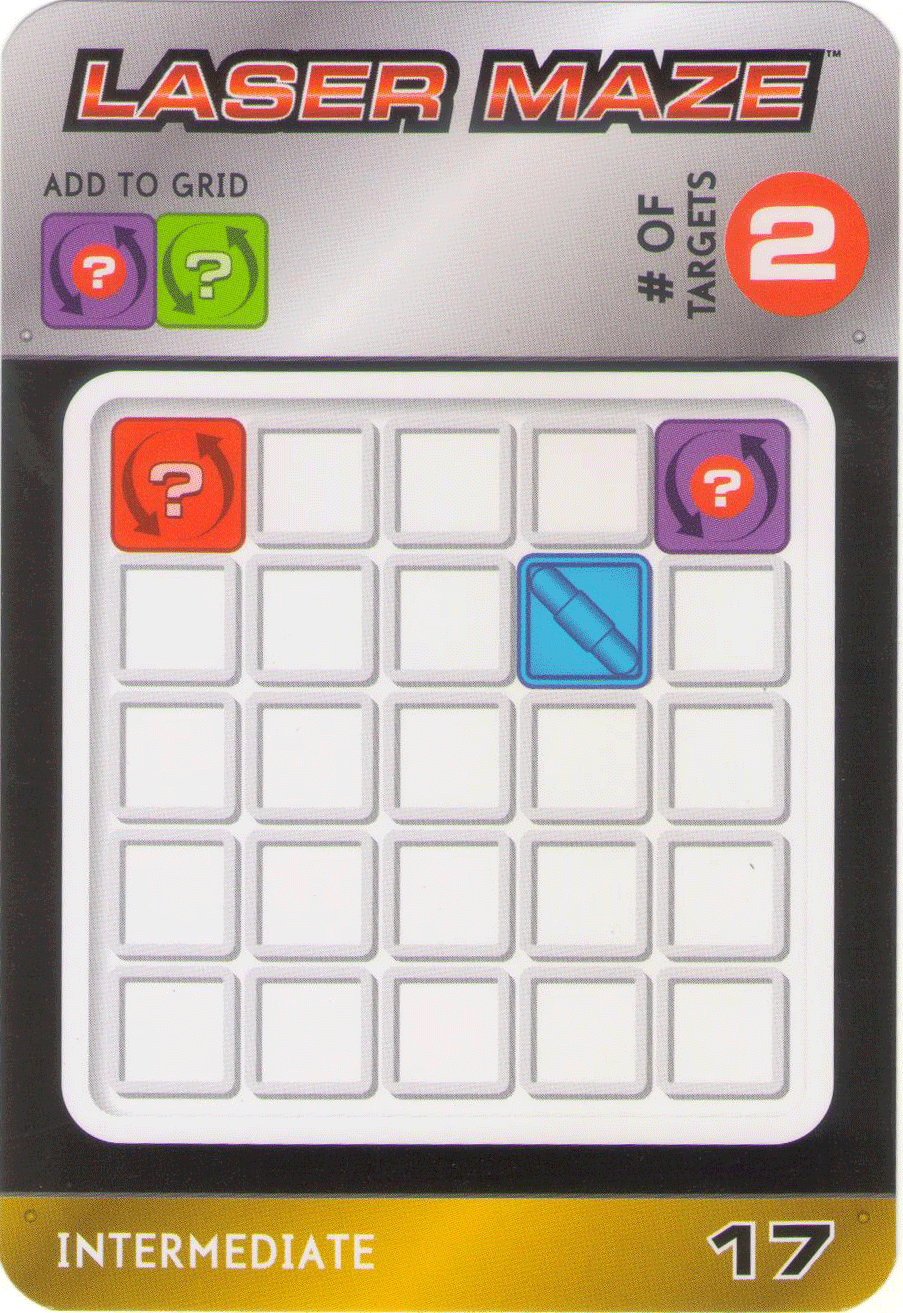 LASER MAZE™
ADD TO GRID
# OF
TARGETS
2
? ?
? ?
INTERMEDIATE 17